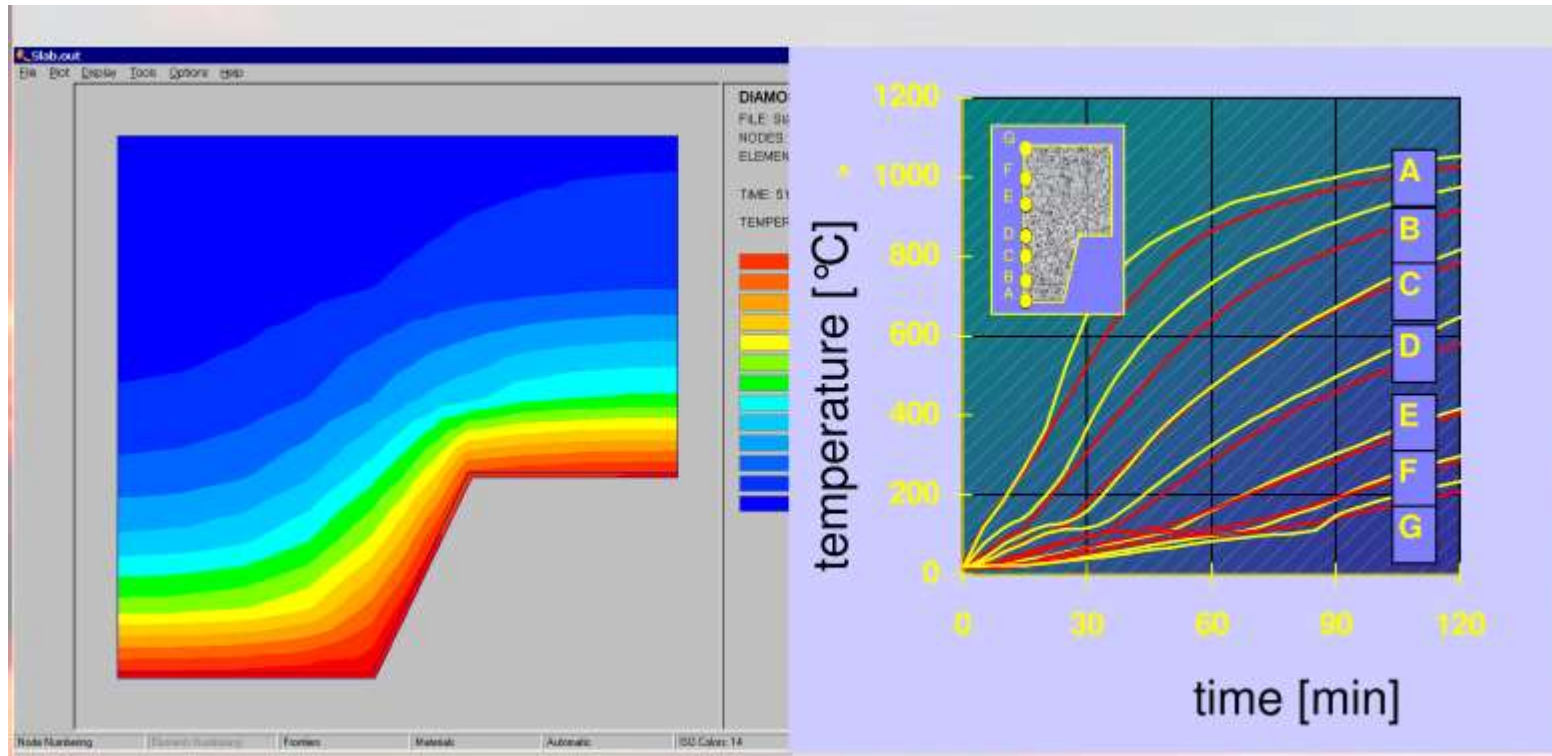 Slab.out
File Plot Display Tools Options Help
DIAMO
FILE:
NODES:
ELEMEN
TIME: 51
TEMPER
Node Numbering
Frontiers
Materials
Automatic
ISO Colors: 14
1200
1000
800
600
400
200
0
temperature [°C]
G
F
E
D
C
B
A
A
B
C
D
E
F
G
0 30 60 90 120
time [min]